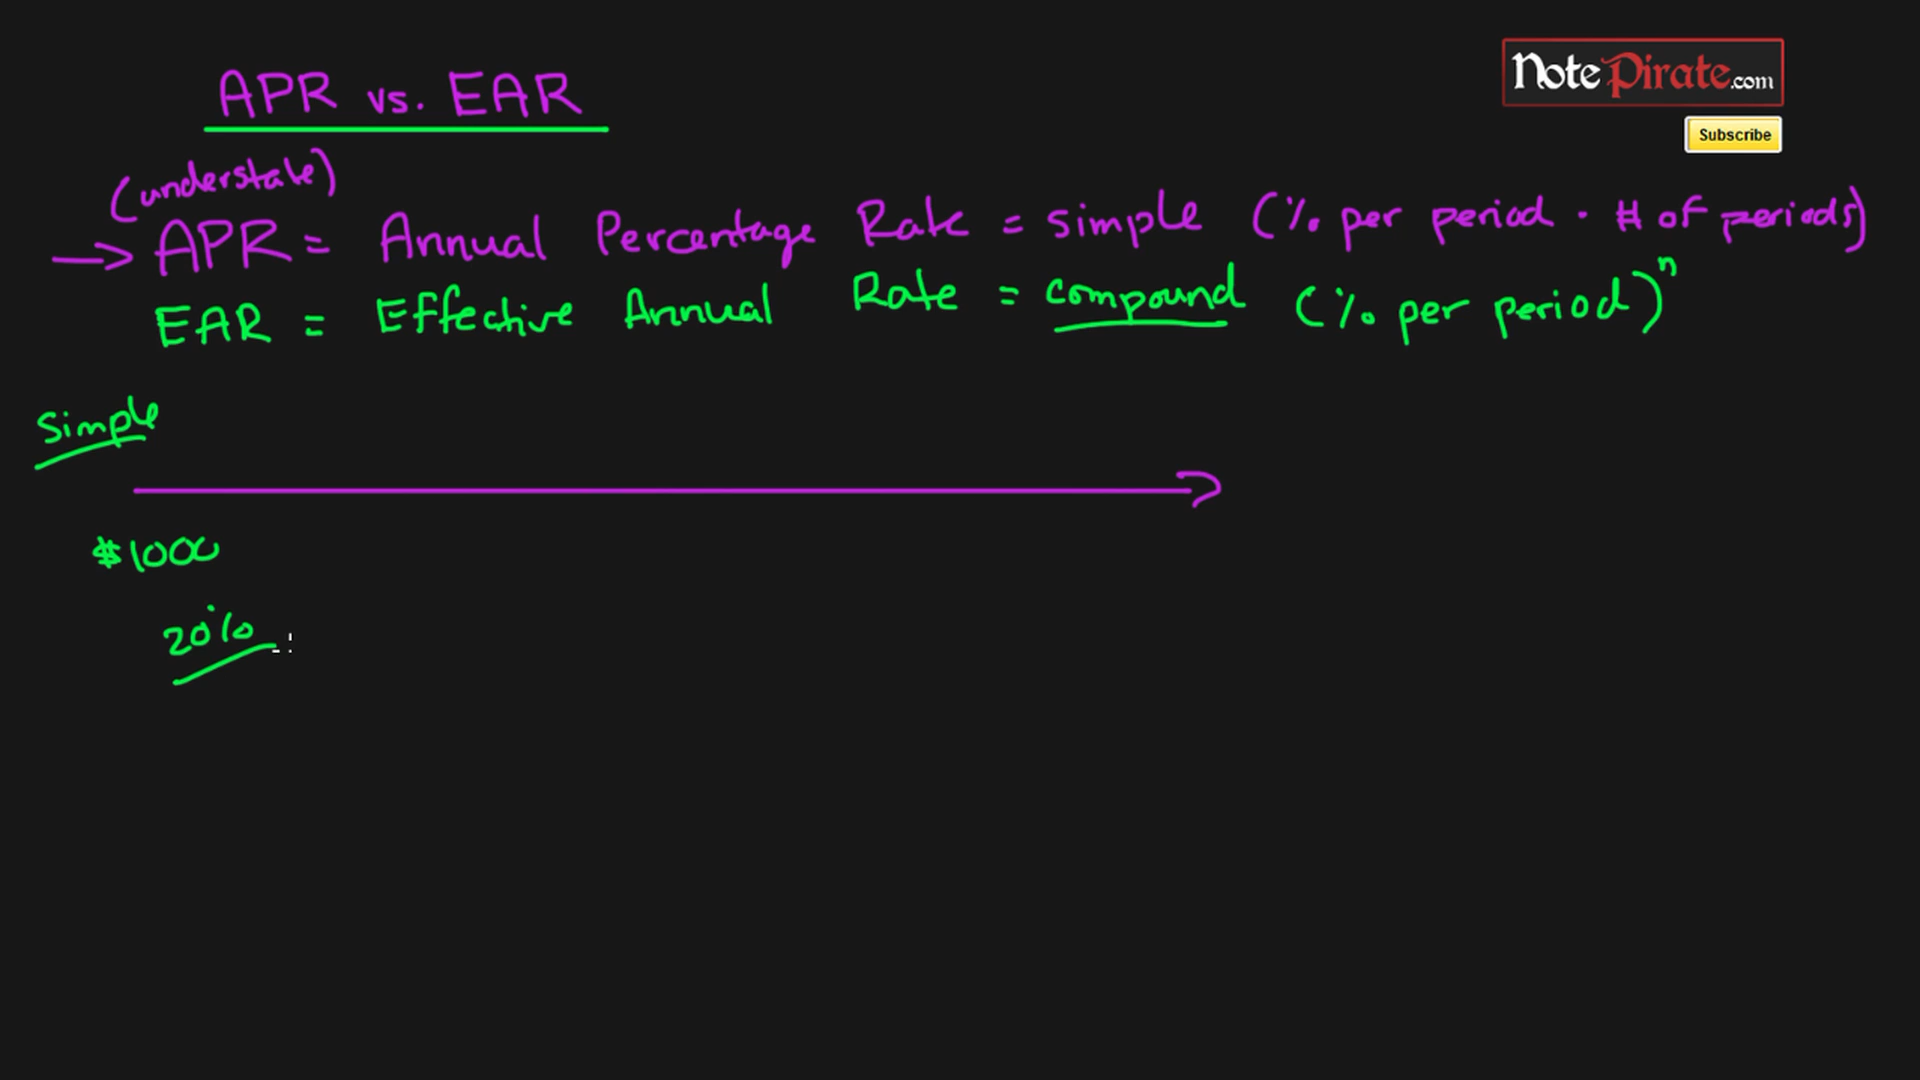 NotePirate.com
APR vs. EAR
Subscribe
(understate)
→ APR = Annual Percentage Rate = simple (% per period · # of periods)
EAR = Effective Annual Rate = compound (% per period)ⁿ
Simple
$1000
20%